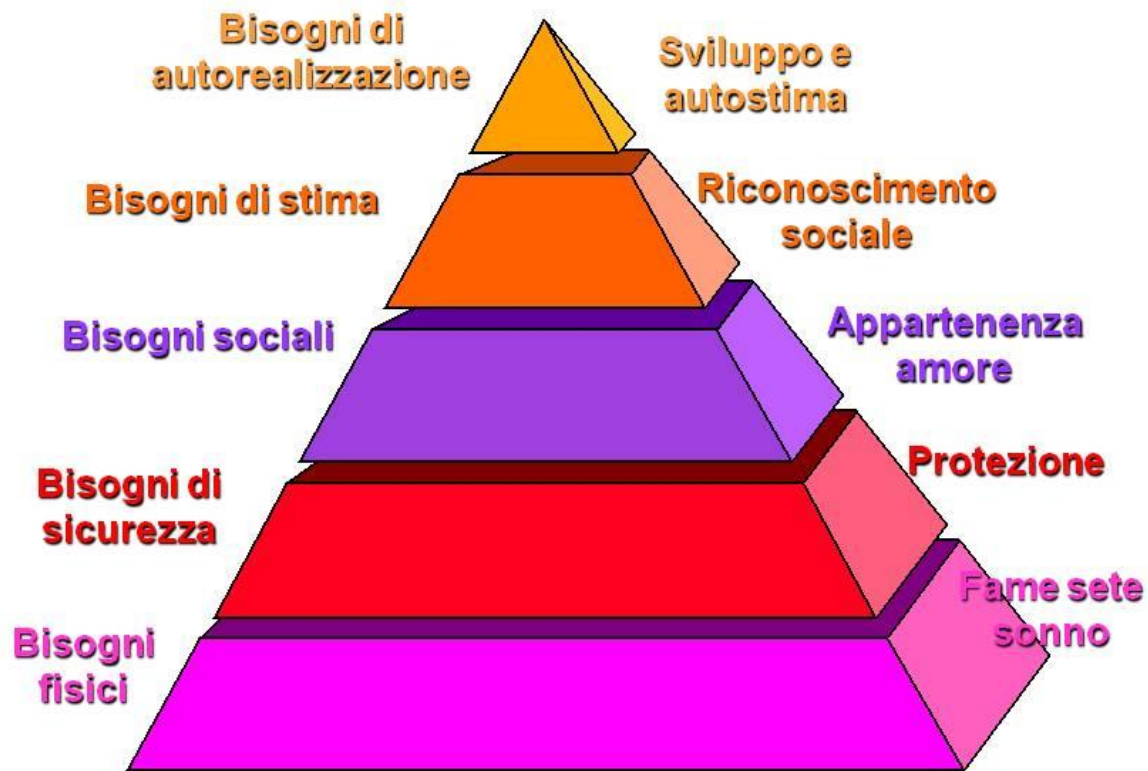 Bisogni di
autorealizzazione
Sviluppo e
autostima
Bisogni di stima
Riconoscimento
sociale
Bisogni sociali
Appartenenza
amore
Bisogni di
sicurezza
Protezione
Bisogni
fisici
Fame sete
sonno